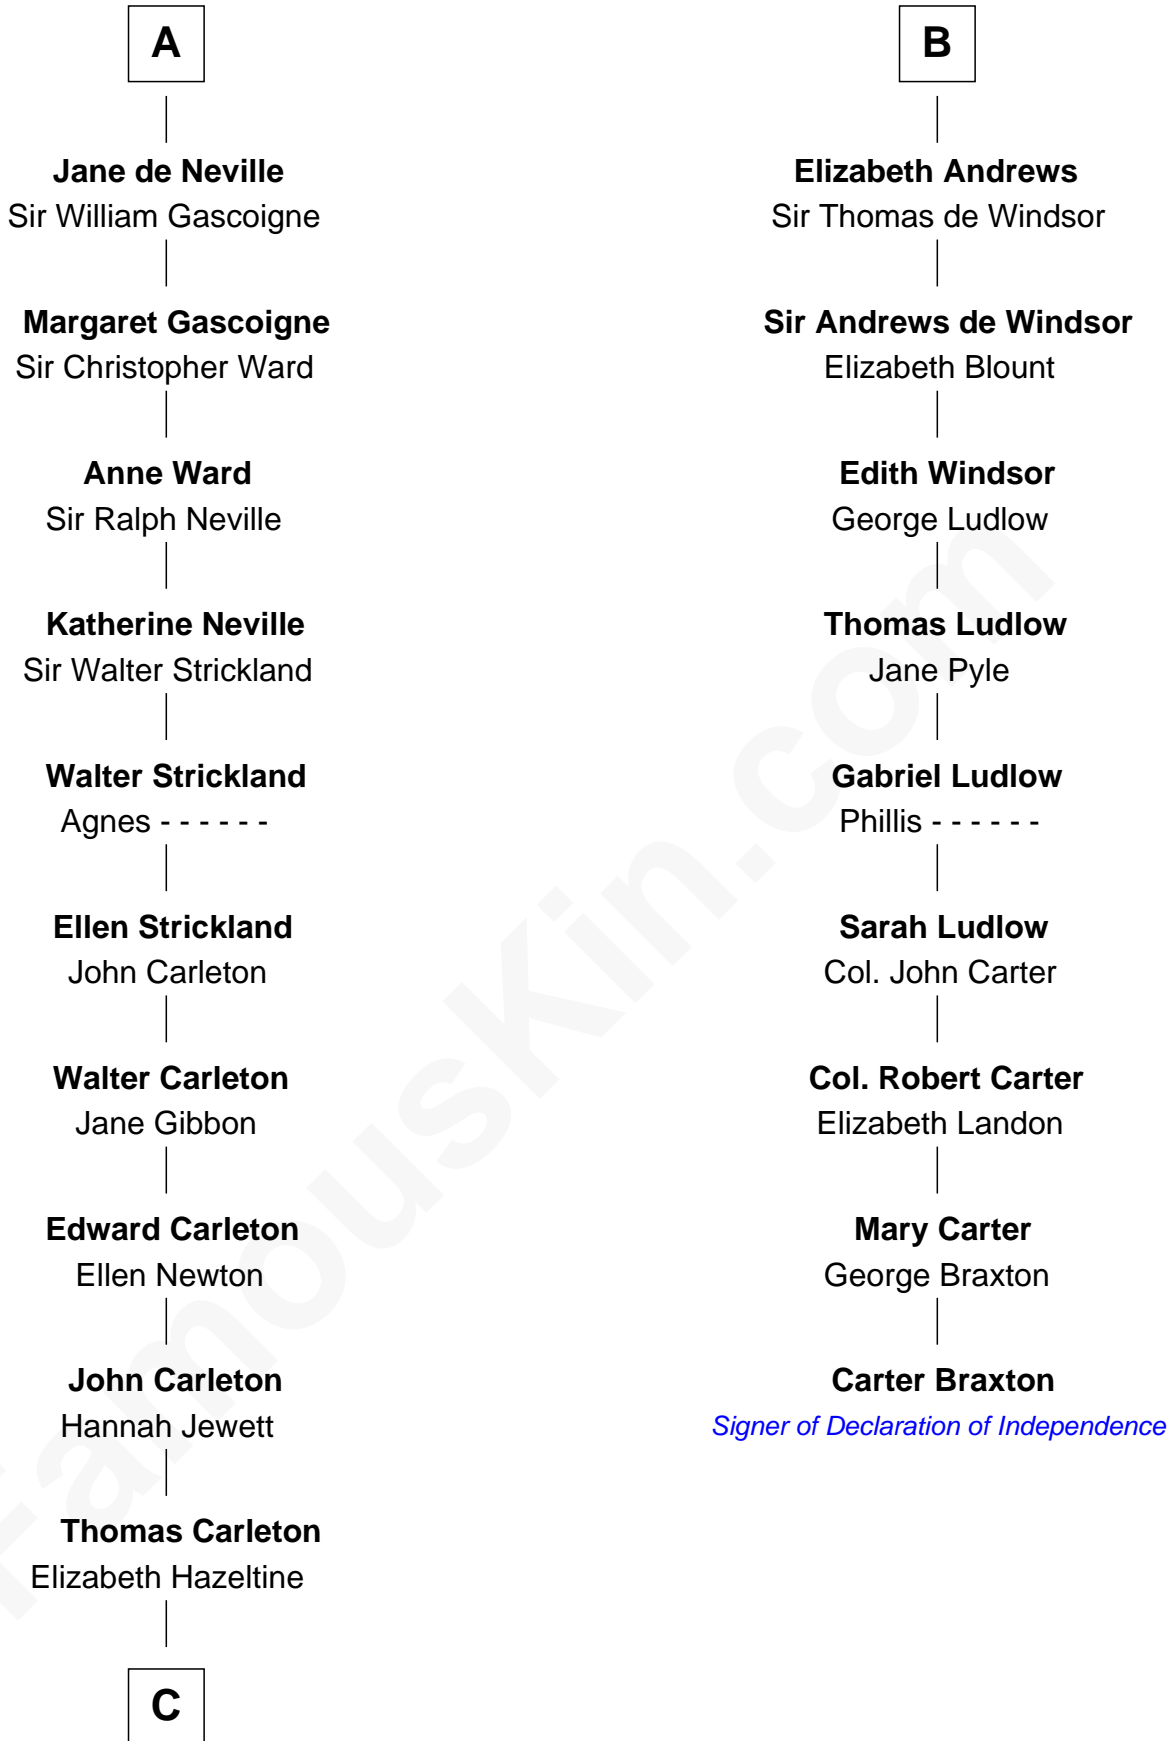 A
Jane de Neville
Sir William Gascoigne
Margaret Gascoigne
Sir Christopher Ward
Anne Ward
Sir Ralph Neville
Katherine Neville
Sir Walter Strickland
Walter Strickland
Agnes - - - - - -
Ellen Strickland
John Carleton
Walter Carleton
Jane Gibbon
Edward Carleton
Ellen Newton
John Carleton
Hannah Jewett
Thomas Carleton
Elizabeth Hazeltine
C
B
Elizabeth Andrews
Sir Thomas de Windsor
Sir Andrews de Windsor
Elizabeth Blount
Edith Windsor
George Ludlow
Thomas Ludlow
Jane Pyle
Gabriel Ludlow
Phillis - - - - - -
Sarah Ludlow
Col. John Carter
Col. Robert Carter
Elizabeth Landon
Mary Carter
George Braxton
Carter Braxton
Signer of Declaration of Independence
FamousKin.com